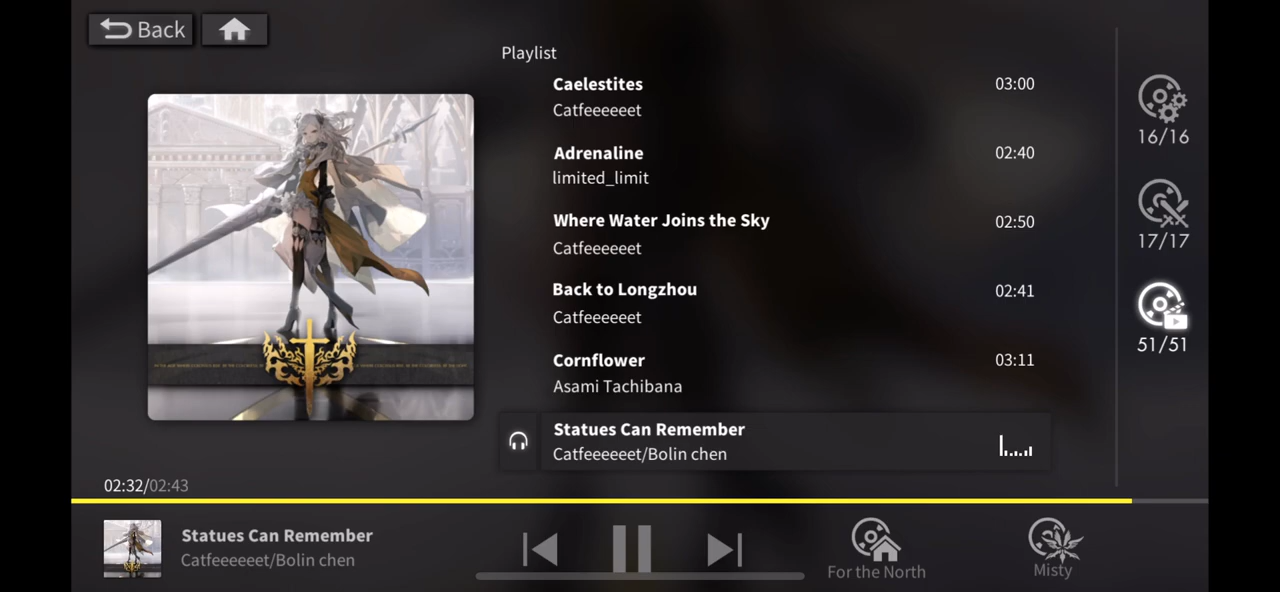 Back
Playlist
Caelestites 03:00
Catfeeeeeet
Adrenaline 02:40
limited_limit
Where Water Joins the Sky 02:50
Catfeeeeeet
Back to Longzhou 02:41
Catfeeeeeet
Cornflower 03:11
Asami Tachibana
Statues Can Remember
Catfeeeeeet/Bolin chen
16/16
17/17
51/51
02:32/02:43
Statues Can Remember
Catfeeeeeet/Bolin chen
For the North
Misty